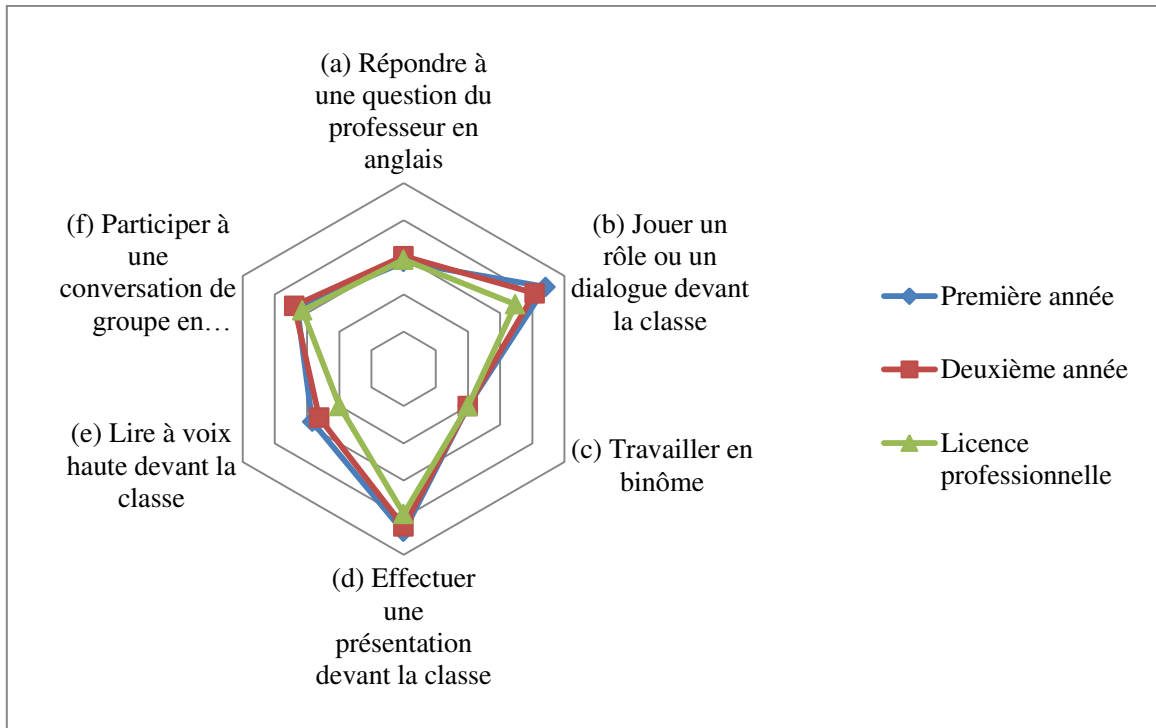 (a) Répondre à
une question du
professeur en
anglais
(b) Jouer un
rôle ou un
dialogue devant
la classe
(c) Travailler en
binôme
(d) Effectuer
une
présentation
devant la classe
(e) Lire à voix
haute devant la
classe
(f) Participer à
une
conversation de
groupe en…
Première année
Deuxième année
Licence
professionnelle